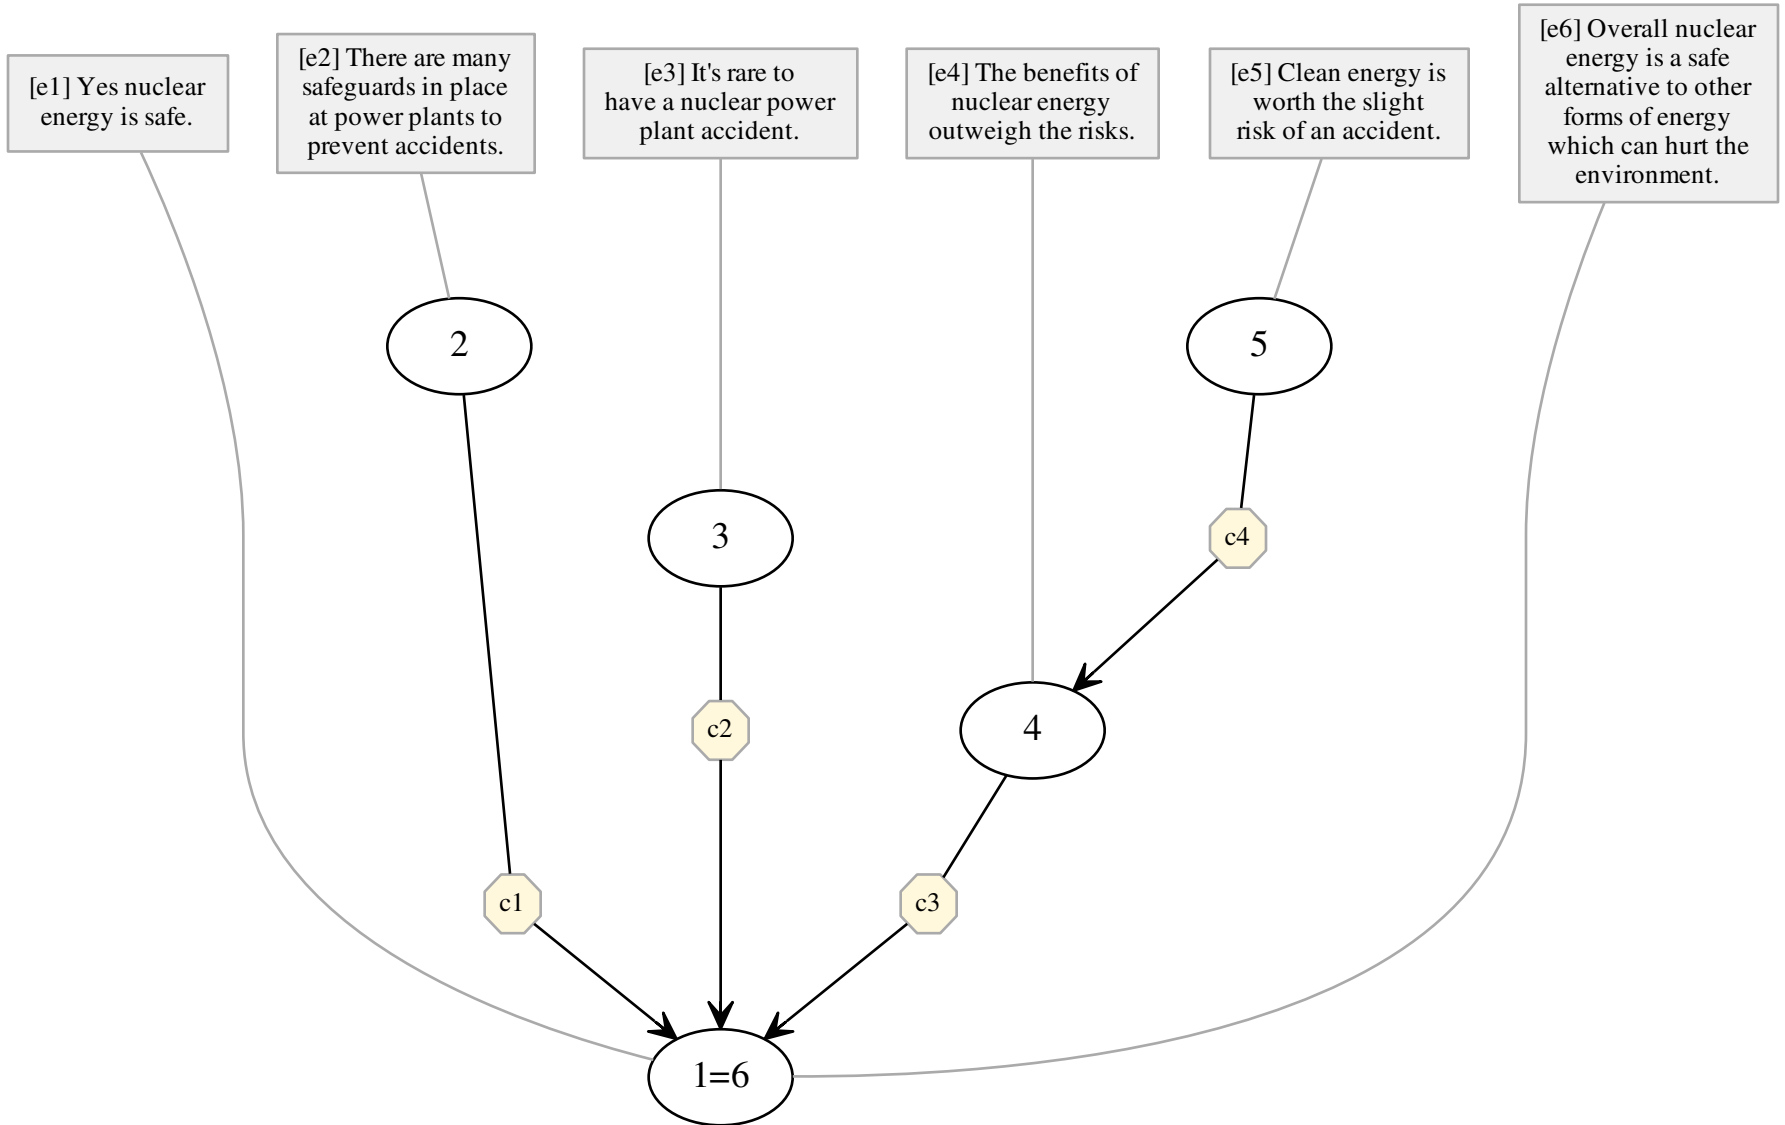 [e1] Yes nuclear
energy is safe.
[e2] There are many
safeguards in place
at power plants to
prevent accidents.
[e3] It's rare to
have a nuclear power
plant accident.
[e4] The benefits of
nuclear energy
outweigh the risks.
[e5] Clean energy is
worth the slight
risk of an accident.
[e6] Overall nuclear
energy is a safe
alternative to other
forms of energy
which can hurt the
environment.
2
5
3
c4
c2
4
c1
c3
1=6